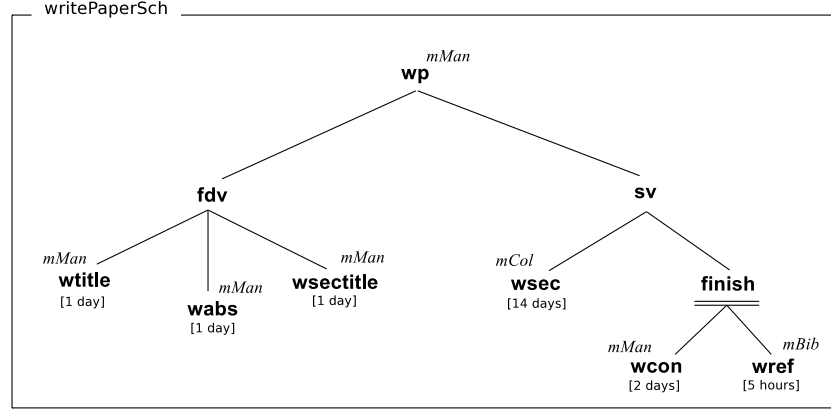 writePaperSch
mMan
wp
fdv
sv
mMan
wtitle
[1 day]
mMan
wabs
[1 day]
mMan
wsectitle
[1 day]
mCol
wsec
[14 days]
finish
mMan
wcon
[2 days]
mBib
wref
[5 hours]